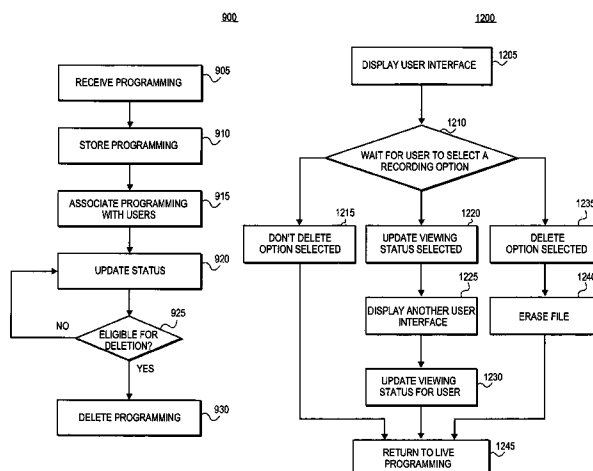 900
RECEIVE PROGRAMMING
905
STORE PROGRAMMING
910
ASSOCIATE PROGRAMMING
WITH USERS
915
UPDATE STATUS
920
ELIGIBLE FOR
DELETION?
925
NO
YES
DELETE PROGRAMMING
930
1200
DISPLAY USER INTERFACE
1205
1210
WAIT FOR USER TO SELECT A
RECORDING OPTION
1215
DON'T DELETE
OPTION SELECTED
1220
UPDATE VIEWING
STATUS SELECTED
1235
DELETE
OPTION SELECTED
1225
DISPLAY ANOTHER USER
INTERFACE
1240
ERASE FILE
UPDATE VIEWING
STATUS FOR USER
1230
RETURN TO LIVE
PROGRAMMING
1245